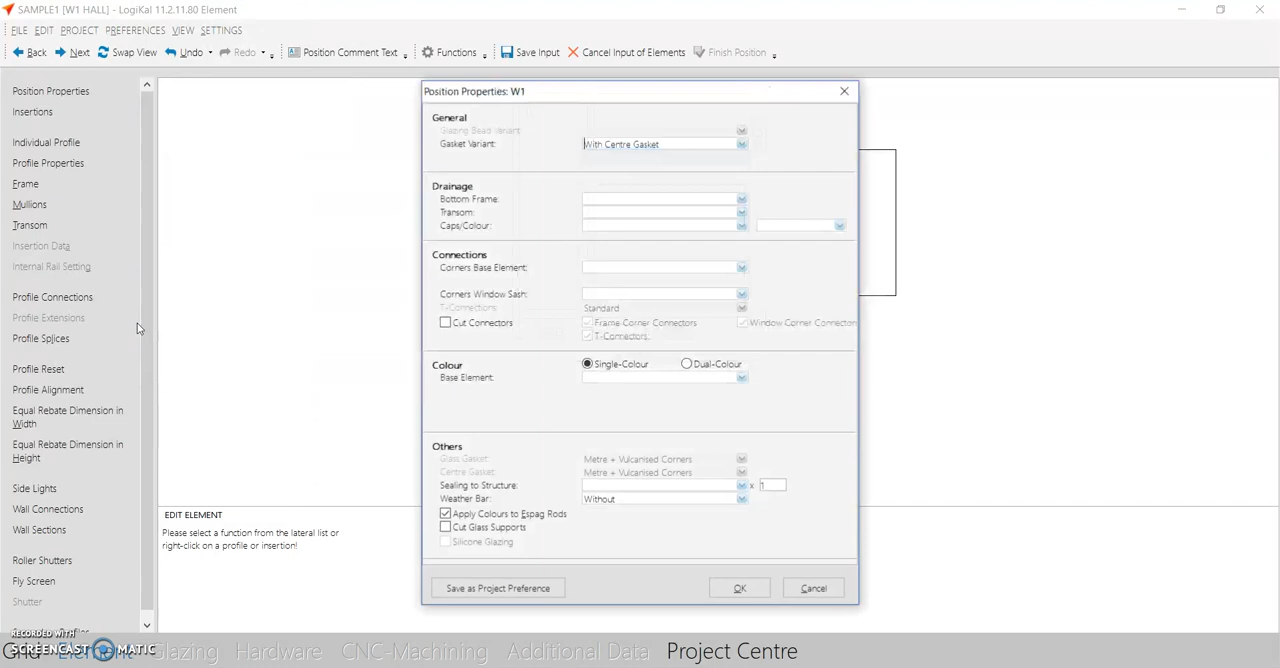 SAMPLE1 [W1 HALL] - LogiKal 11.2.11.80 Element
FILE EDIT PROJECT PREFERENCES VIEW SETTINGS
Back Next Swap View Undo Redo Position Comment Text Functions Save Input Cancel Input of Elements Finish Position
Position Properties
Insertions
Individual Profile
Profile Properties
Frame
Mullions
Transom
Insertion Data
Internal Rail Setting
Profile Connections
Profile Extensions
Profile Splices
Profile Reset
Profile Alignment
Equal Rebate Dimension in
Width
Equal Rebate Dimension in
Height
Side Lights
Wall Connections
Wall Sections
Roller Shutters
Fly Screen
Shutter
Position Properties: W1
General
Glazing Bead Variant:
Gasket Variant: With Centre Gasket
Drainage
Bottom Frame:
Transom:
Caps/Colour:
Connections
Corners Base Element:
Corners Window Sash:
T-Connections: Standard
Cut Connectors Frame Corner Connectors Window Corner Connectors
T-Connectors
Colour Single-Colour Dual-Colour
Base Element:
Others
Glass Gasket: Metre + Vulcanised Corners
Centre Gasket: Metre + Vulcanised Corners
Sealing to Structure: x 1
Weather Bar: Without
Apply Colours to Espag Rods
Cut Glass Supports
Silicone Glazing
Save as Project Preference OK Cancel
EDIT ELEMENT
Please select a function from the lateral list or
right-click on a profile or insertion!
RECORDED WITH
SCREENCAST MATIC
Grid Element Glazing Hardware CNC-Machining Additional Data Project Centre